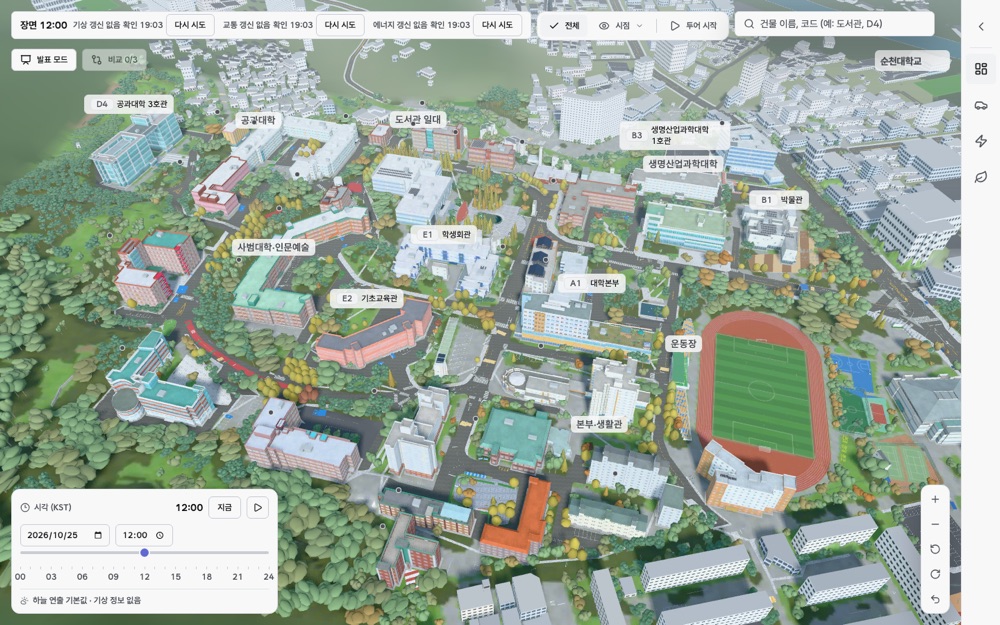 장면 12:00 기상 갱신 없음 확인 19:03 다시 시도 교통 갱신 없음 확인 19:03 다시 시도 에너지 갱신 없음 확인 19:03 다시 시도 전체 시점 투어 시작 건물 이름, 코드 (예: 도서관, D4)
발표 모드 비교 0/3 순천대학교
D4 공과대학 3호관
공과대학
도서관 일대
B3 생명산업과학대학
1호관
생명산업과학대학
B1 박물관
E1 학생회관
사범대학·인문예술
A1 대학본부
E2 기초교육관
운동장
본부·생활관
시각 (KST) 12:00 지금
2026/10/25 12:00
00 03 06 09 12 15 18 21 24
하늘 연출 기본값 · 기상 정보 없음